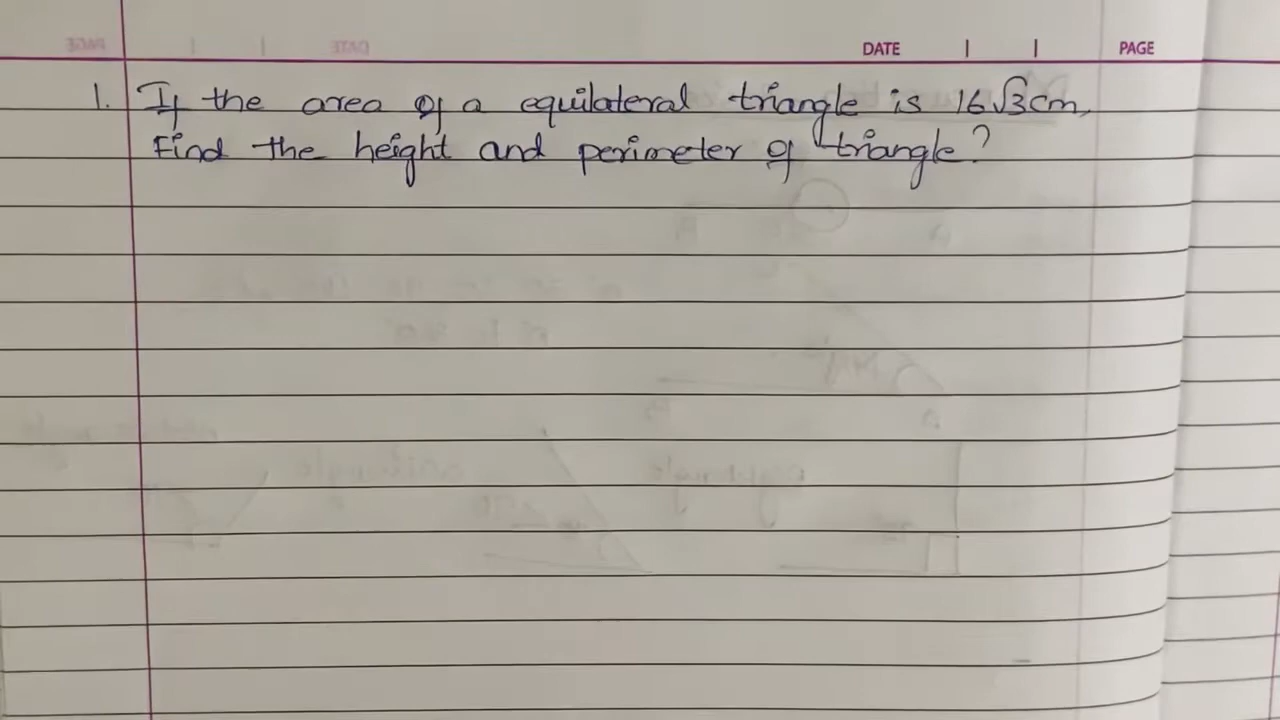 DATE | | PAGE
1. If the area of a equilateral triangle is 16√3cm,
Find the height and perimeter of triangle?